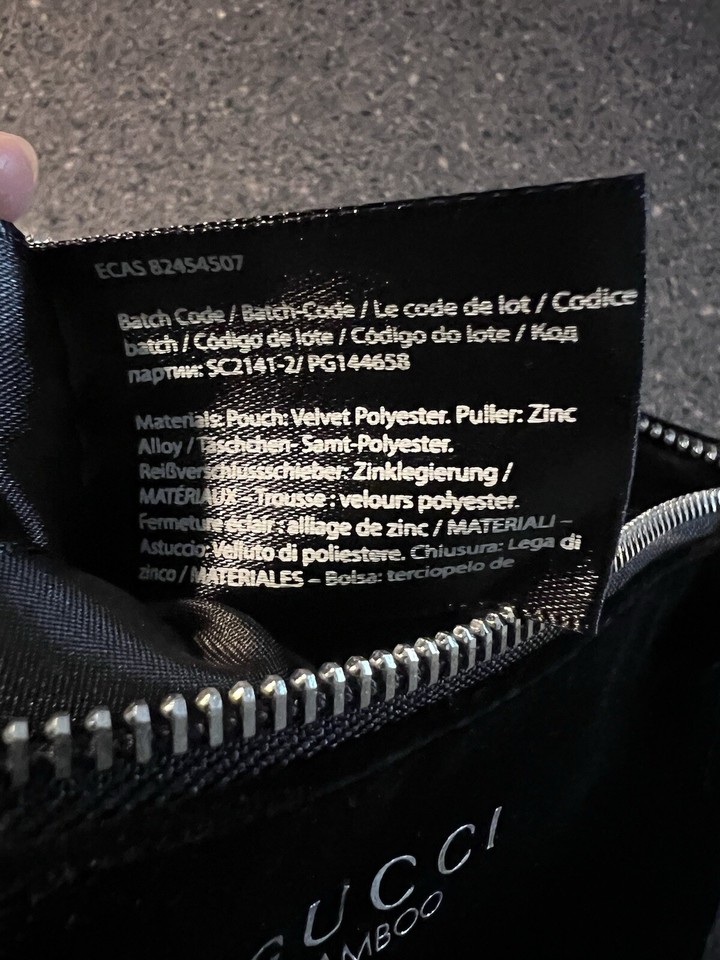 ECAS 82454507
Batch Code / Batch-Code / Le code de lot / Codice
batch / Código de lote / Código do lote / Код
партии: SC2141-2/ PG144658
Materials: Pouch: Velvet Polyester. Puller: Zinc
Alloy / Täschchen- Samt-Polyester.
Reißverschlussschieber: Zinklegierung /
MATÉRIAUX – Trousse : velours polyester.
Fermeture éclair : alliage de zinc / MATERIALI –
Astuccio: Velluto di poliestere. Chiusura: Lega di
zinco / MATERIALES – Bolsa: terciopelo de
GUCCI
AMBOO